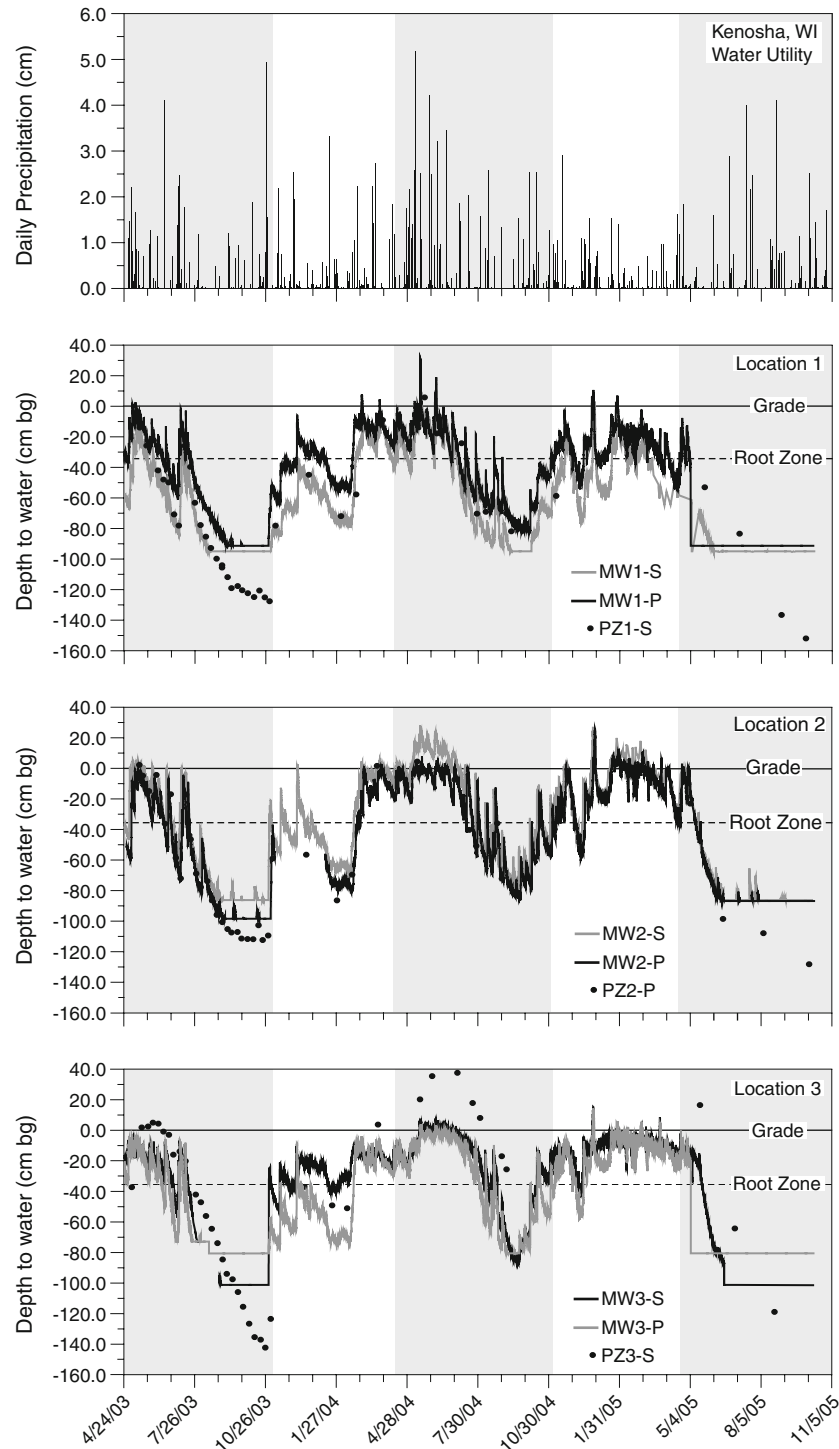 Daily Precipitation (cm)
6.0
5.0
4.0
3.0
2.0
1.0
0.0
Kenosha, WI
Water Utility
Depth to water (cm bg)
40.0
20.0
0.0
-20.0
-40.0
-60.0
-80.0
-100.0
-120.0
-140.0
-160.0
Location 1
Grade
Root Zone
MW1-S
MW1-P
PZ1-S
Depth to water (cm bg)
40.0
20.0
0.0
-20.0
-40.0
-60.0
-80.0
-100.0
-120.0
-140.0
-160.0
Location 2
Grade
Root Zone
MW2-S
MW2-P
PZ2-P
Depth to water (cm bg)
40.0
20.0
0.0
-20.0
-40.0
-60.0
-80.0
-100.0
-120.0
-140.0
-160.0
Location 3
Grade
Root Zone
MW3-S
MW3-P
PZ3-S
4/24/03
7/26/03
10/26/03
1/27/04
4/28/04
7/30/04
10/30/04
1/31/05
5/4/05
8/5/05
11/5/05